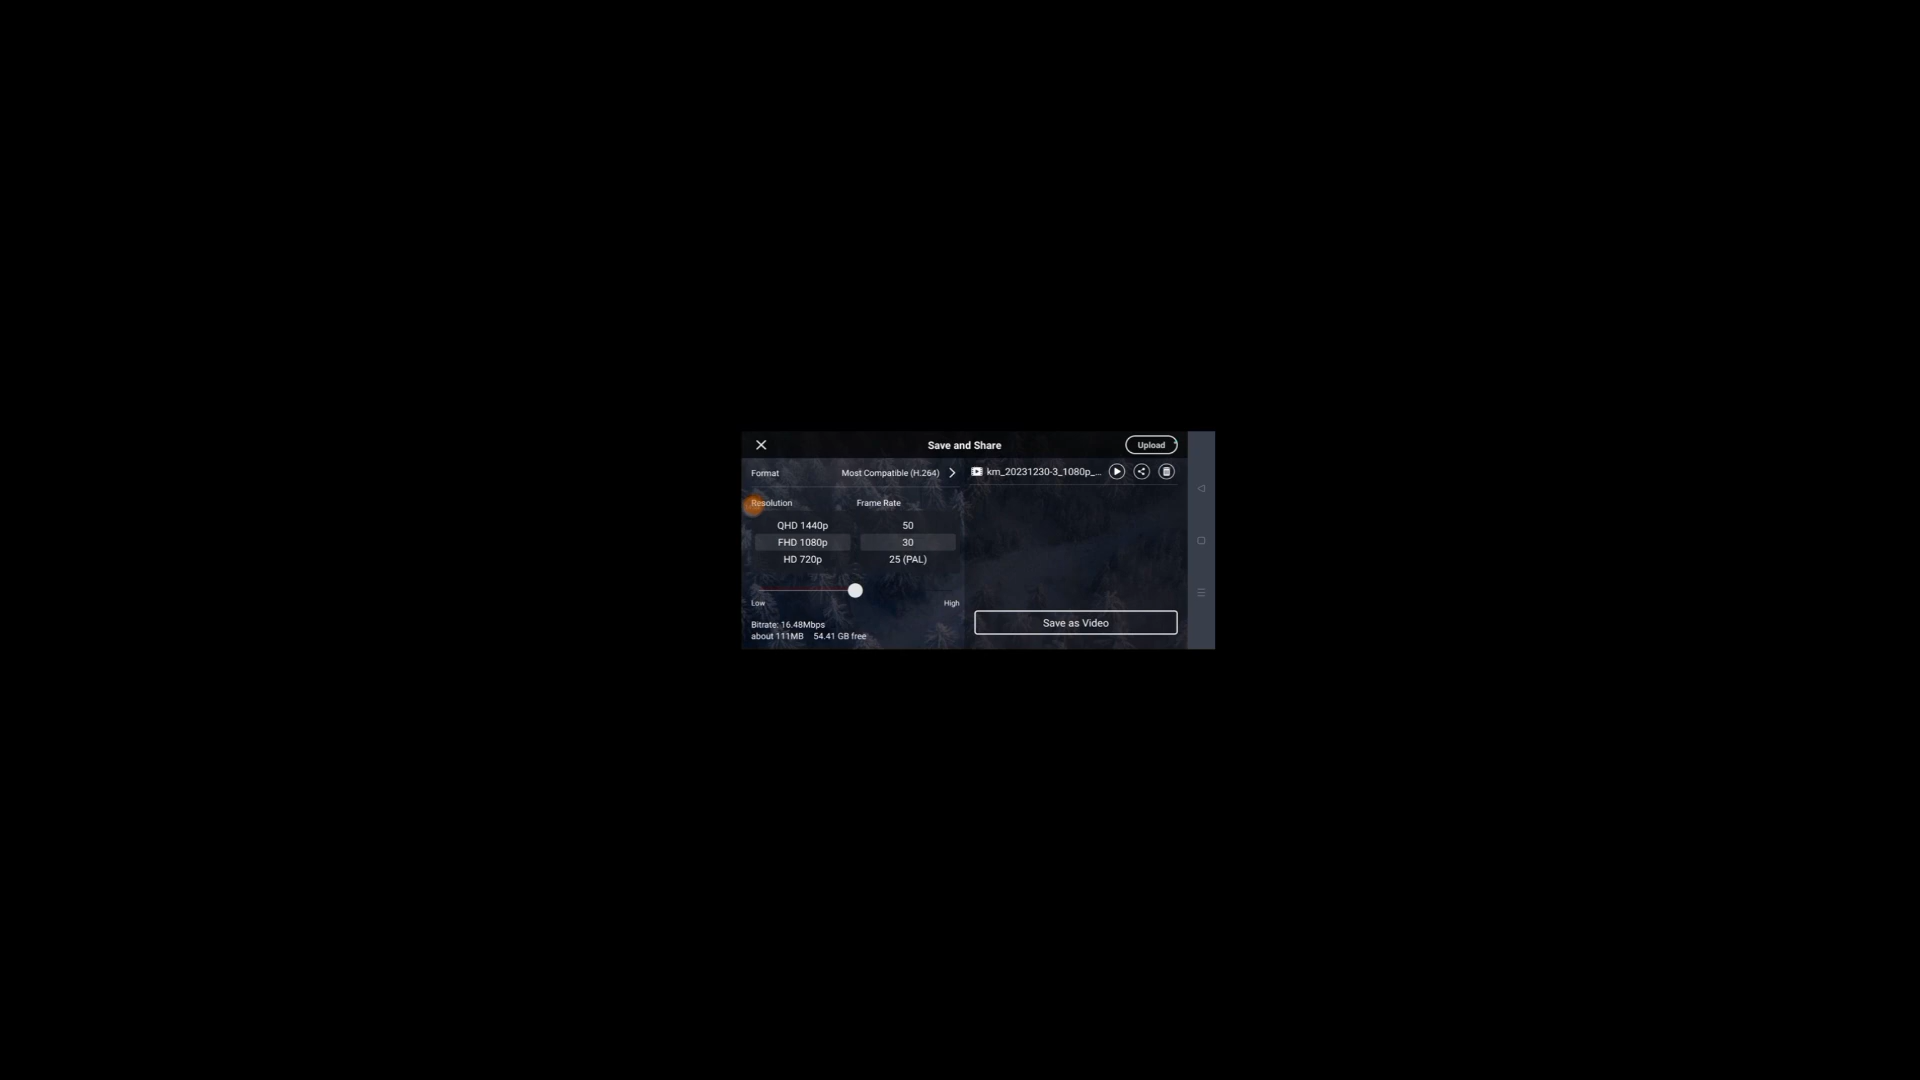 Save and Share
Upload
Format
Most Compatible (H.264)
km_20231230-3_1080p_...
Resolution
Frame Rate
QHD 1440p
50
FHD 1080p
30
HD 720p
25 (PAL)
Low
High
Bitrate: 16.48Mbps
about 111MB 54.41 GB free
Save as Video